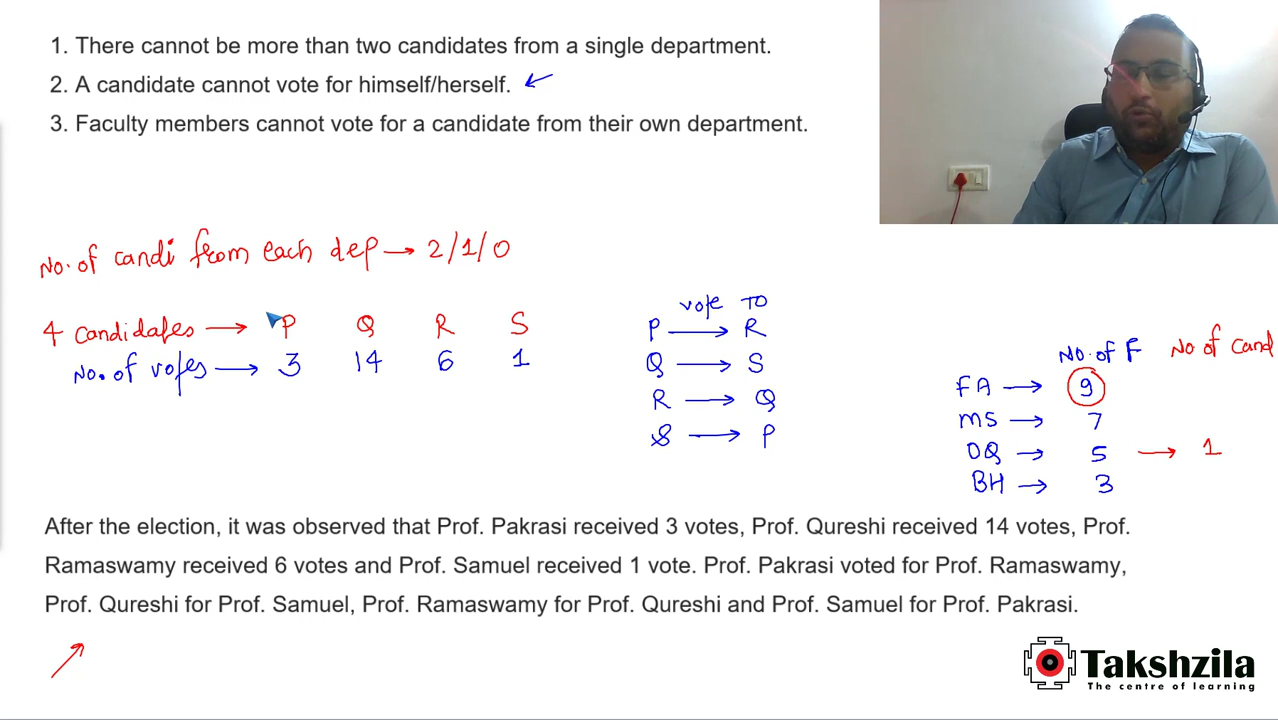 1. There cannot be more than two candidates from a single department.
2. A candidate cannot vote for himself/herself.
3. Faculty members cannot vote for a candidate from their own department.
No. of candi from each dep → 2/1/0
4 candidates → P Q R S
No. of votes → 3 14 6 1
vote TO
P → R
Q → S
R → Q
S → P
No. of F No of Cand
FA → 9
MS → 7
OQ → 5 → 1
BH → 3
After the election, it was observed that Prof. Pakrasi received 3 votes, Prof. Qureshi received 14 votes, Prof.
Ramaswamy received 6 votes and Prof. Samuel received 1 vote. Prof. Pakrasi voted for Prof. Ramaswamy,
Prof. Qureshi for Prof. Samuel, Prof. Ramaswamy for Prof. Qureshi and Prof. Samuel for Prof. Pakrasi.
Takshzila
The centre of learning